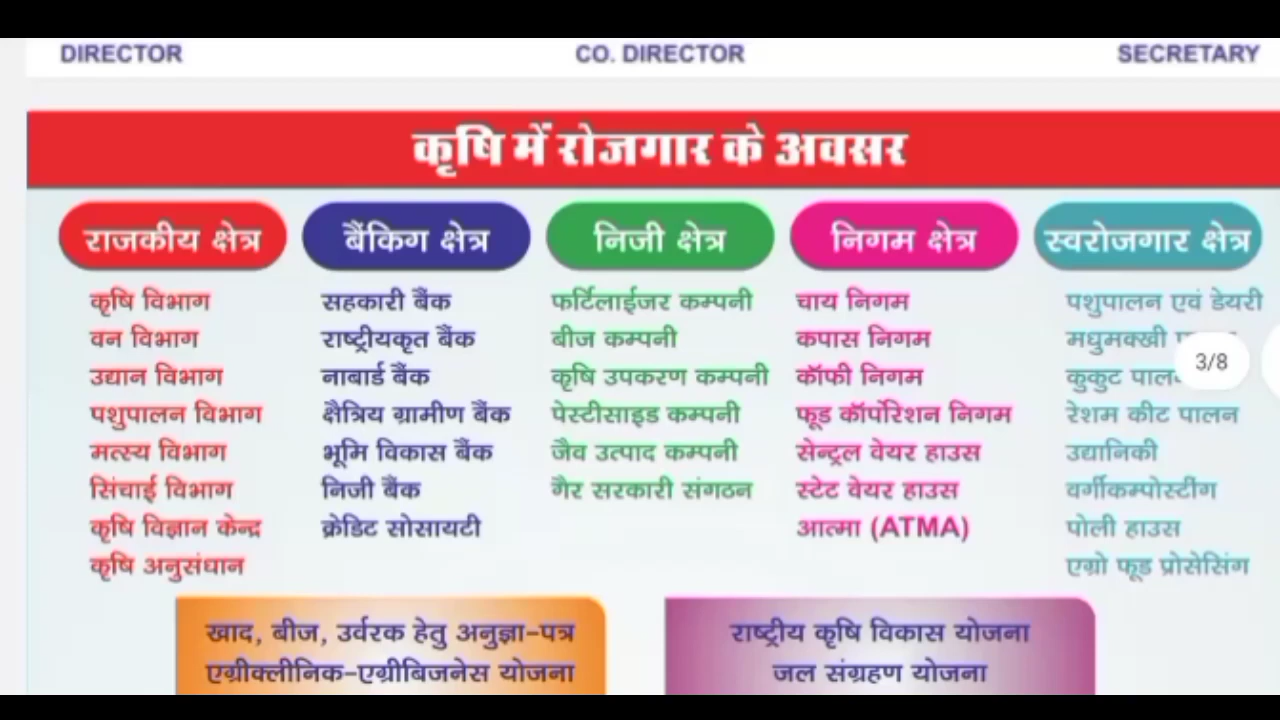 DIRECTOR CO. DIRECTOR SECRETARY
कृषि में रोजगार के अवसर
राजकीय क्षेत्र
कृषि विभाग
वन विभाग
उद्यान विभाग
पशुपालन विभाग
मत्स्य विभाग
सिंचाई विभाग
कृषि विज्ञान केन्द्र
कृषि अनुसंधान
बैंकिग क्षेत्र
सहकारी बैंक
राष्ट्रीयकृत बैंक
नाबार्ड बैंक
क्षैत्रिय ग्रामीण बैंक
भूमि विकास बैंक
निजी बैंक
क्रेडिट सोसायटी
निजी क्षेत्र
फर्टिलाईजर कम्पनी
बीज कम्पनी
कृषि उपकरण कम्पनी
पेस्टीसाइड कम्पनी
जैव उत्पाद कम्पनी
गैर सरकारी संगठन
निगम क्षेत्र
चाय निगम
कपास निगम
कॉफी निगम
फूड कॉर्पोरेशन निगम
सेन्ट्रल वेयर हाउस
स्टेट वेयर हाउस
आत्मा (ATMA)
स्वरोजगार क्षेत्र
पशुपालन एवं डेयरी
मधुमक्खी
कुकुट
रेशम कीट पालन
उद्यानिकी
वर्गीकम्पोस्टींग
पोली हाउस
एग्रो फूड प्रोसेसिंग
3/8
खाद, बीज, उर्वरक हेतु अनुज्ञा-पत्र
एग्रीक्लीनिक-एग्रीबिजनेस योजना
राष्ट्रीय कृषि विकास योजना
जल संग्रहण योजना